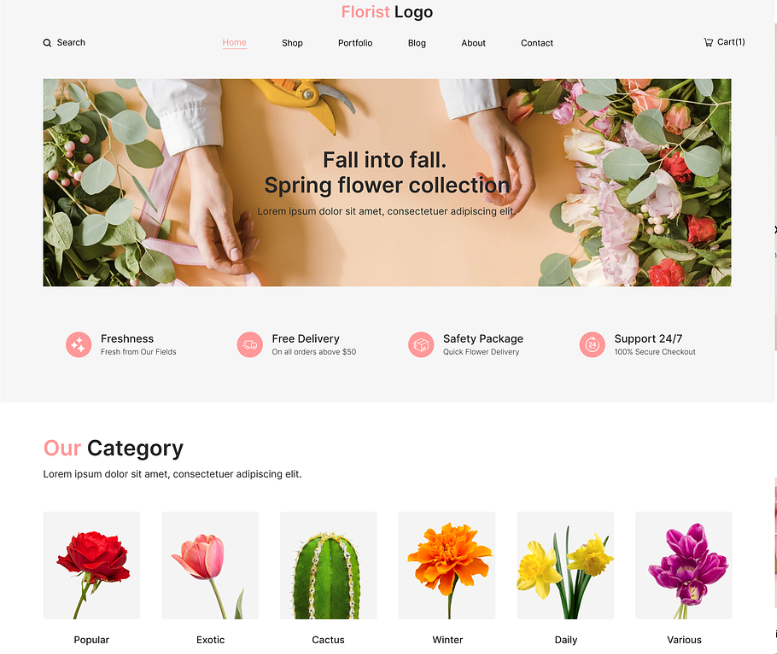 Florist Logo
Search
Home
Shop
Portfolio
Blog
About
Contact
Cart(1)
Fall into fall.
Spring flower collection
Lorem ipsum dolor sit amet, consectetuer adipiscing elit.
Freshness
Fresh from Our Fields
Free Delivery
On all orders above $50
Safety Package
Quick Flower Delivery
24
Support 24/7
100% Secure Checkout
Our Category
Lorem ipsum dolor sit amet, consectetuer adipiscing elit.
Popular
Exotic
Cactus
Winter
Daily
Various